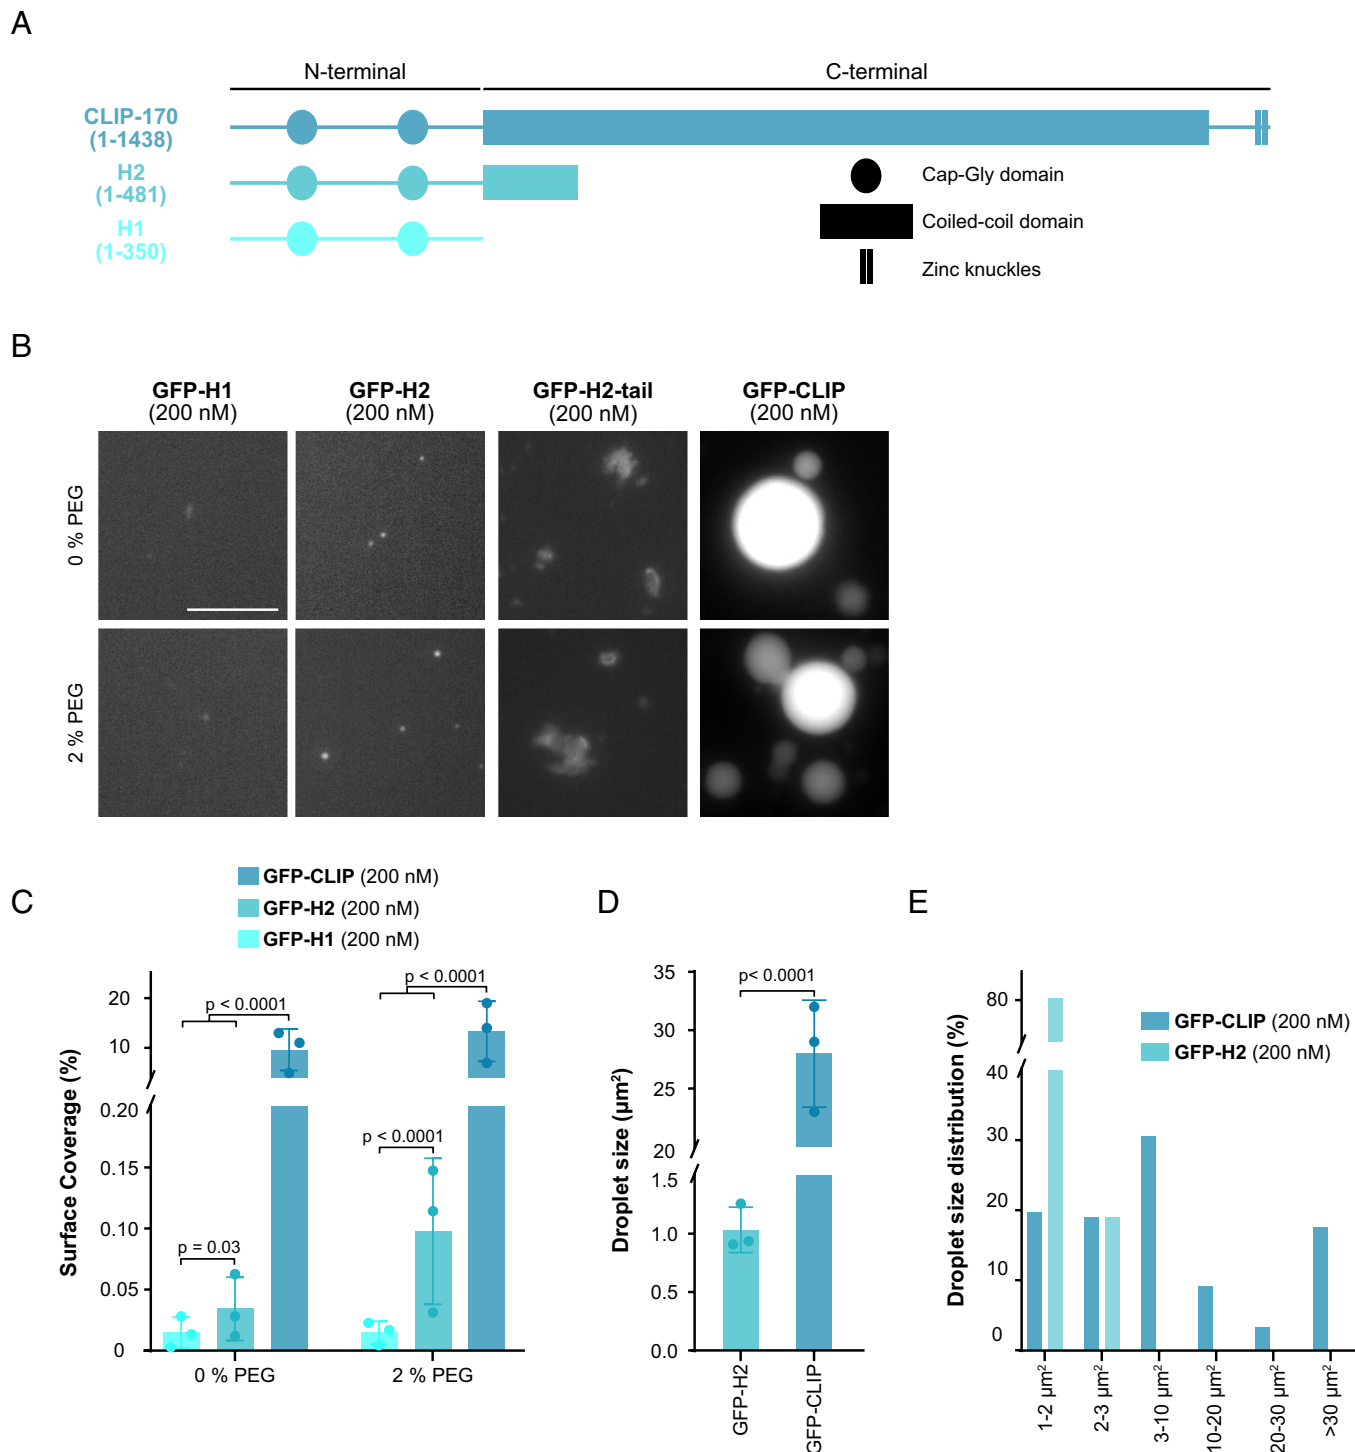 A
N-terminal
C-terminal
CLIP-170
(1-1438)
H2
(1-481)
H1
(1-350)
Cap-Gly domain
Coiled-coil domain
Zinc knuckles
B
GFP-H1
(200 nM)
GFP-H2
(200 nM)
GFP-H2-tail
(200 nM)
GFP-CLIP
(200 nM)
0 % PEG
2 % PEG
C
GFP-CLIP (200 nM)
GFP-H2 (200 nM)
GFP-H1 (200 nM)
Surface Coverage (%)
20
10
0.20
0.15
0.10
0.05
0
p < 0.0001
p = 0.03
p < 0.0001
p < 0.0001
0 % PEG
2 % PEG
D
Droplet size (µm²)
35
30
25
20
1.5
1.0
0.5
0.0
p< 0.0001
GFP-H2
GFP-CLIP
E
Droplet size distribution (%)
80
40
30
20
10
0
GFP-CLIP (200 nM)
GFP-H2 (200 nM)
1-2 µm²
2-3 µm²
3-10 µm²
10-20 µm²
20-30 µm²
>30 µm²